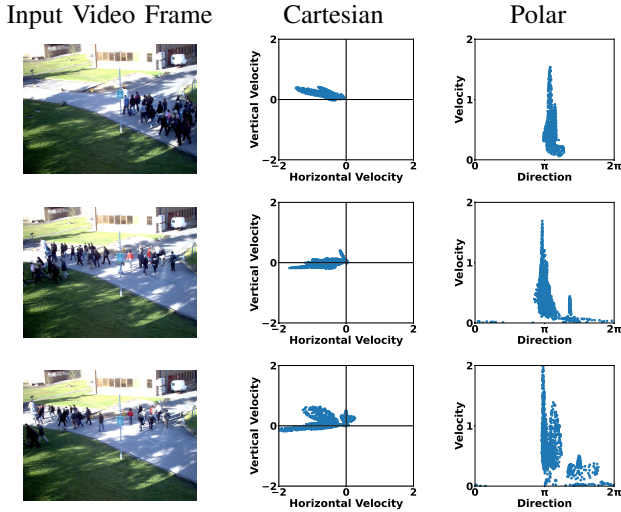 Input Video Frame Cartesian Polar
2
Vertical Velocity
0
−2
−2 0 2
Horizontal Velocity
2
Velocity
1
0
0 π 2π
Direction
2
Vertical Velocity
0
−2
−2 0 2
Horizontal Velocity
2
Velocity
1
0
0 π 2π
Direction
2
Vertical Velocity
0
−2
−2 0 2
Horizontal Velocity
2
Velocity
1
0
0 π 2π
Direction